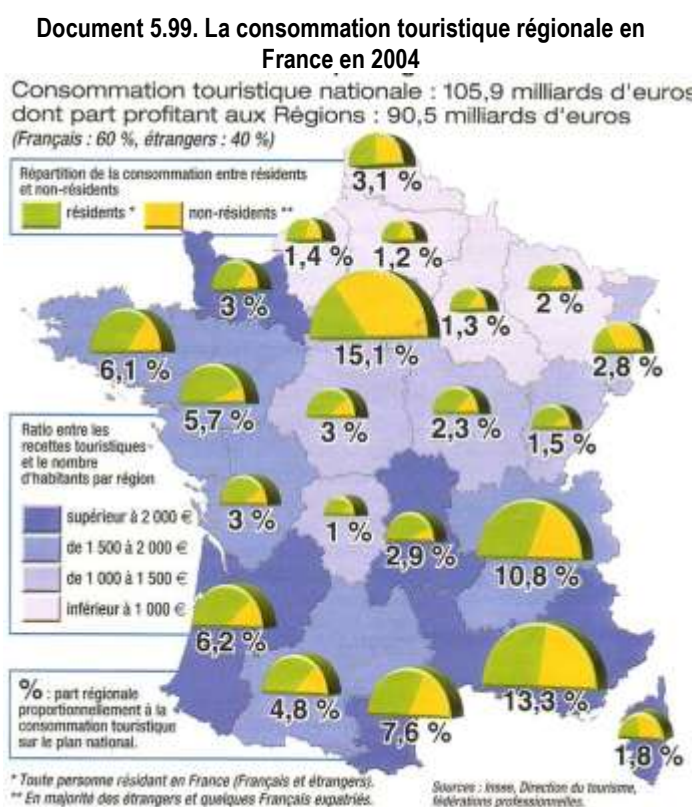 Document 5.99. La consommation touristique régionale en
France en 2004
Consommation touristique nationale : 105,9 milliards d'euros
dont part profitant aux Régions : 90,5 milliards d'euros
(Français : 60 %, étrangers : 40 %)
Répartition de la consommation entre résidents
et non-résidents
résidents *
non-résidents **
3,1 %
1,4 %
1,2 %
3 %
15,1 %
1,3 %
2 %
2,8 %
6,1 %
5,7 %
3 %
2,3 %
1,5 %
Ratio entre les
recettes touristiques
et le nombre
d'habitants par région
supérieur à 2 000 €
de 1 500 à 2 000 €
de 1 000 à 1 500 €
inférieur à 1 000 €
3 %
1 %
2,9 %
10,8 %
6,2 %
4,8 %
7,6 %
13,3 %
1,8 %
% : part régionale
proportionnellement à la
consommation touristique
sur le plan national.
* Toute personne résidant en France (Français et étrangers).
** En majorité des étrangers et quelques Français expatriés.
Sources : Insee, Direction du tourisme,
fédérations professionnelles.